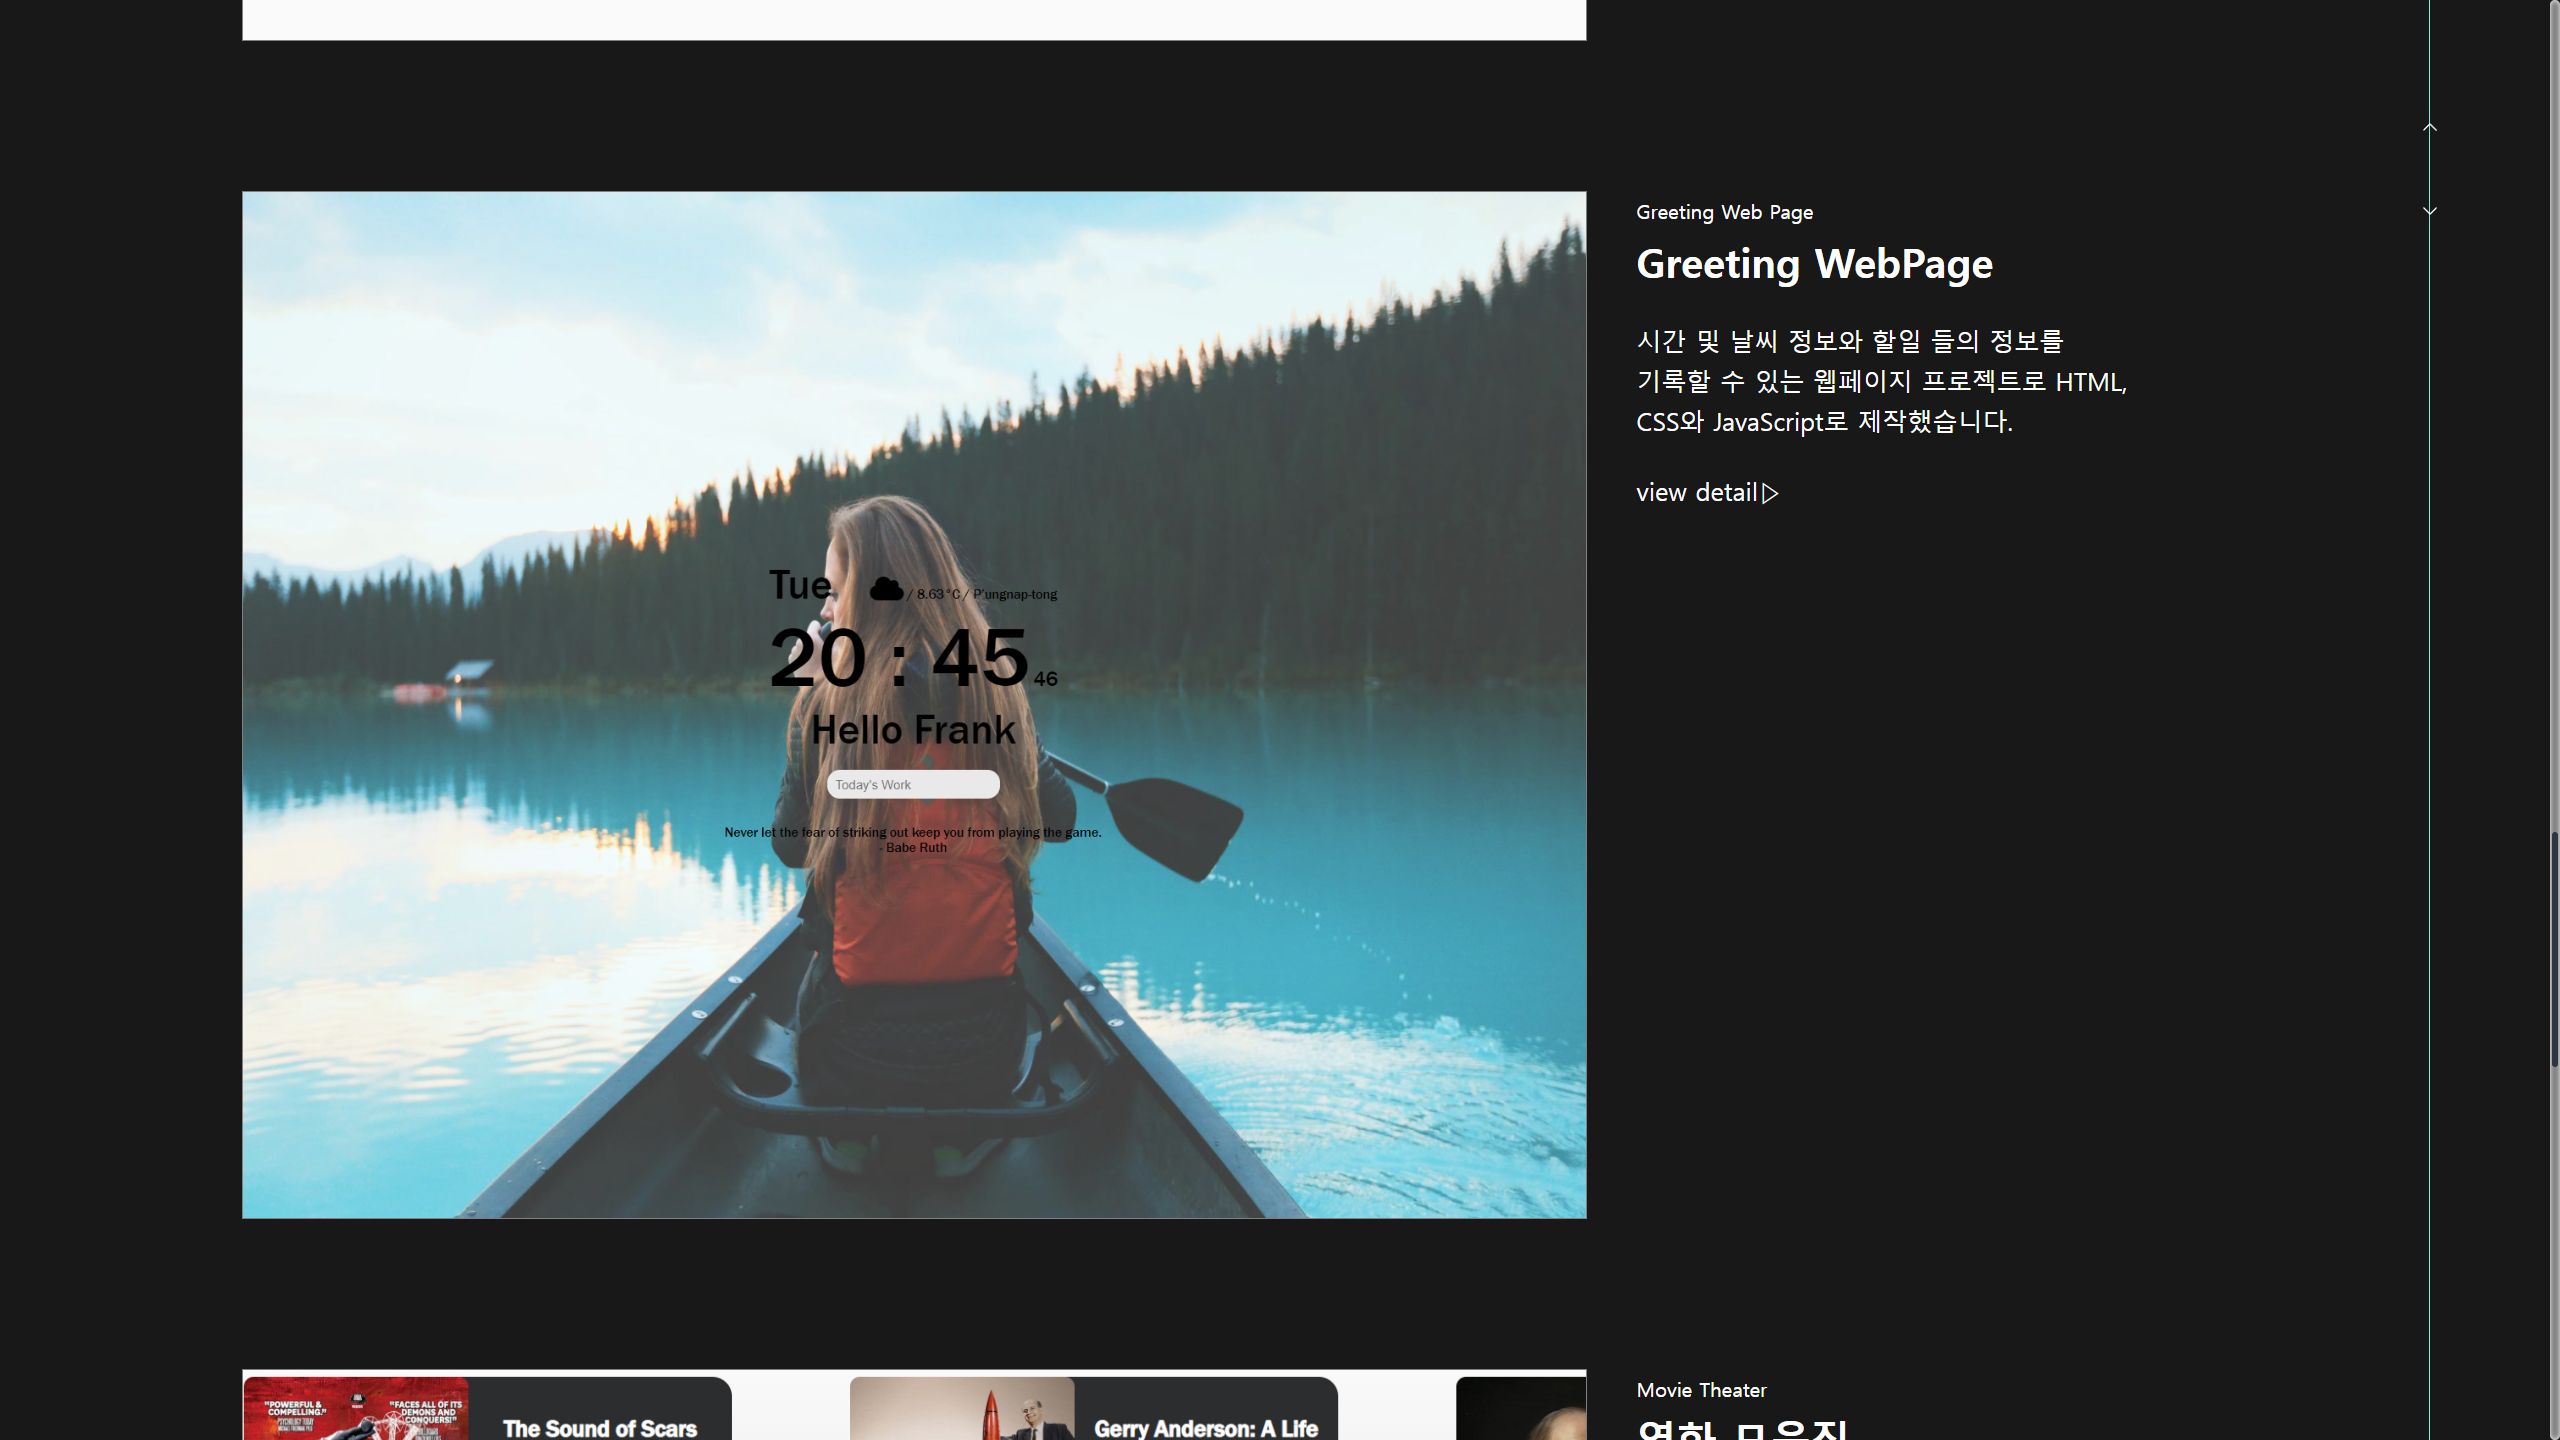 Greeting Web Page
Greeting WebPage
시간 및 날씨 정보와 할일 들의 정보를
기록할 수 있는 웹페이지 프로젝트로 HTML,
CSS와 JavaScript로 제작했습니다.
view detail▷
Tue / 8.63°C / P'ungnap-tong
20 : 45 46
Hello Frank
Today's Work
Never let the fear of striking out keep you from playing the game.
- Babe Ruth
"POWERFUL &
COMPELLING."
"FACES ALL OF ITS
DEMONS AND
CONQUERS!"
The Sound of Scars
Gerry Anderson: A Life
Movie Theater
영화 모음집